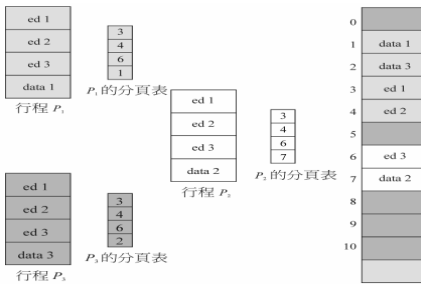 ed 1
ed 2
ed 3
data 1
行程 P₁
3
4
6
1
P₁ 的分頁表
ed 1
ed 2
ed 3
data 2
行程 P₂
3
4
6
7
P₂ 的分頁表
ed 1
ed 2
ed 3
data 3
行程 P₃
3
4
6
2
P₃ 的分頁表
0
1 data 1
2 data 3
3 ed 1
4 ed 2
5
6 ed 3
7 data 2
8
9
10